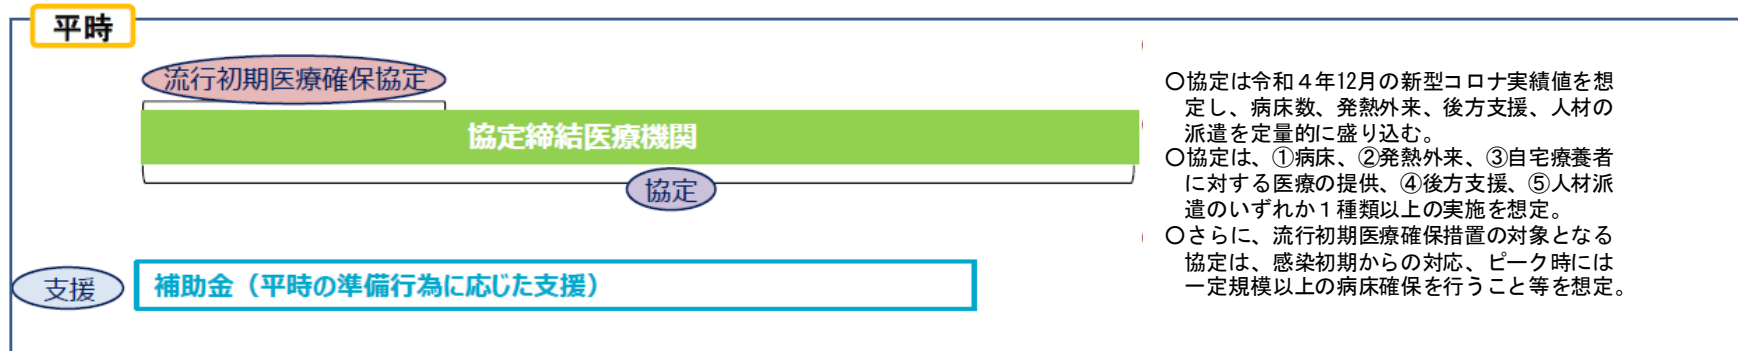 平時
流行初期医療確保協定
協定締結医療機関
協定
支援
補助金（平時の準備行為に応じた支援）
〇協定は令和４年12月の新型コロナ実績値を想
定し、病床数、発熱外来、後方支援、人材の
派遣を定量的に盛り込む。
〇協定は、①病床、②発熱外来、③自宅療養者
に対する医療の提供、④後方支援、⑤人材派
遣のいずれか１種類以上の実施を想定。
〇さらに、流行初期医療確保措置の対象となる
協定は、感染初期からの対応、ピーク時には
一定規模以上の病床確保を行うこと等を想定。